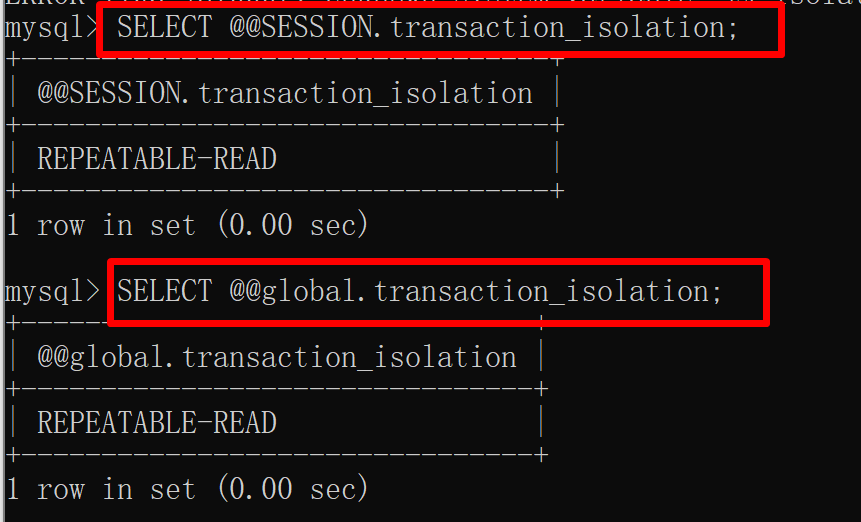 mysql> SELECT @@SESSION.transaction_isolation;
+----------------------------------+
| @@SESSION.transaction_isolation |
+----------------------------------+
| REPEATABLE-READ |
+----------------------------------+
1 row in set (0.00 sec)
mysql> SELECT @@global.transaction_isolation;
+---------------------------------+
| @@global.transaction_isolation |
+---------------------------------+
| REPEATABLE-READ |
+---------------------------------+
1 row in set (0.00 sec)